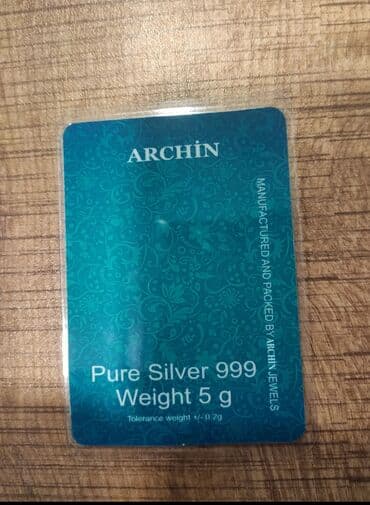 ARCHİN
MANUFACTURED AND PACKED BY ARCHIN JEWELS
Pure Silver 999
Weight 5 g
Tolerance weight +/- 0.2g